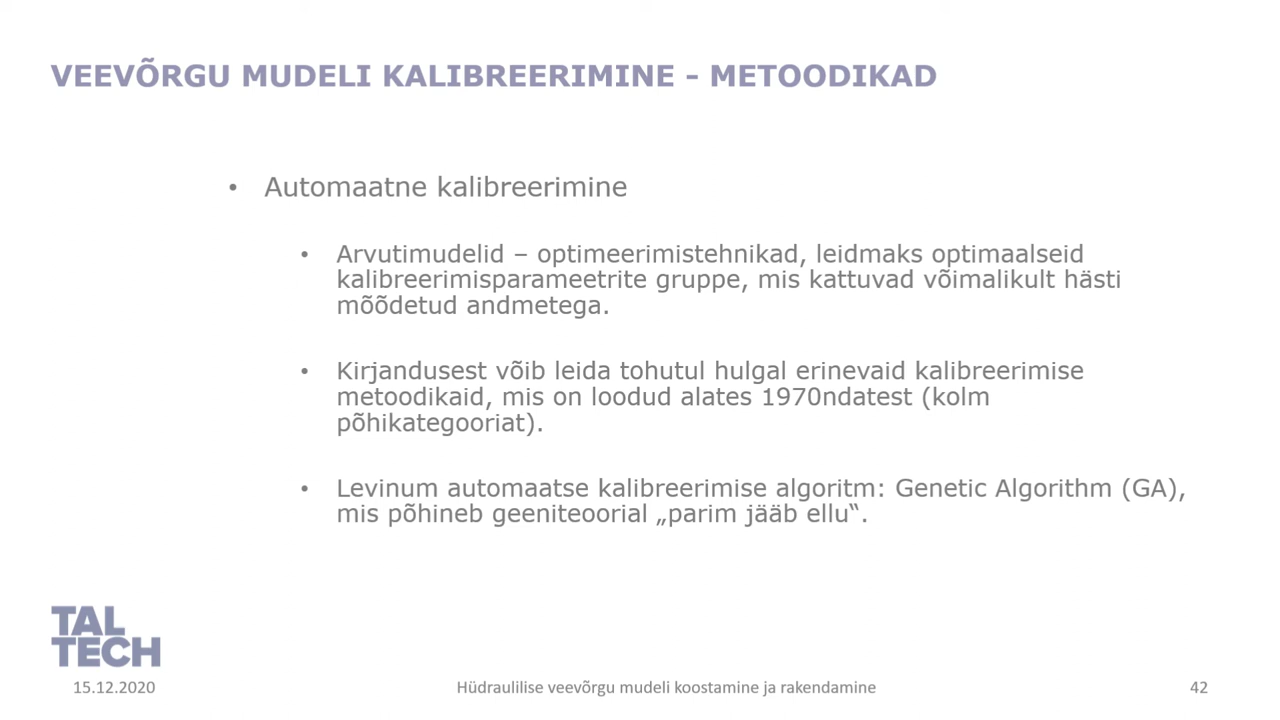 VEEVÕRGU MUDELI KALIBREERIMINE - METOODIKAD
• Automaatne kalibreerimine
• Arvutimudelid – optimeerimistehnikad, leidmaks optimaalseid
kalibreerimisparameetrite gruppe, mis kattuvad võimalikult hästi
mõõdetud andmetega.
• Kirjandusest võib leida tohutul hulgal erinevaid kalibreerimise
metoodikaid, mis on loodud alates 1970ndatest (kolm
põhikategooriat).
• Levinum automaatse kalibreerimise algoritm: Genetic Algorithm (GA),
mis põhineb geeniteoorial „parim jääb ellu“.
TAL
TECH
15.12.2020 Hüdraulilise veevõrgu mudeli koostamine ja rakendamine 42